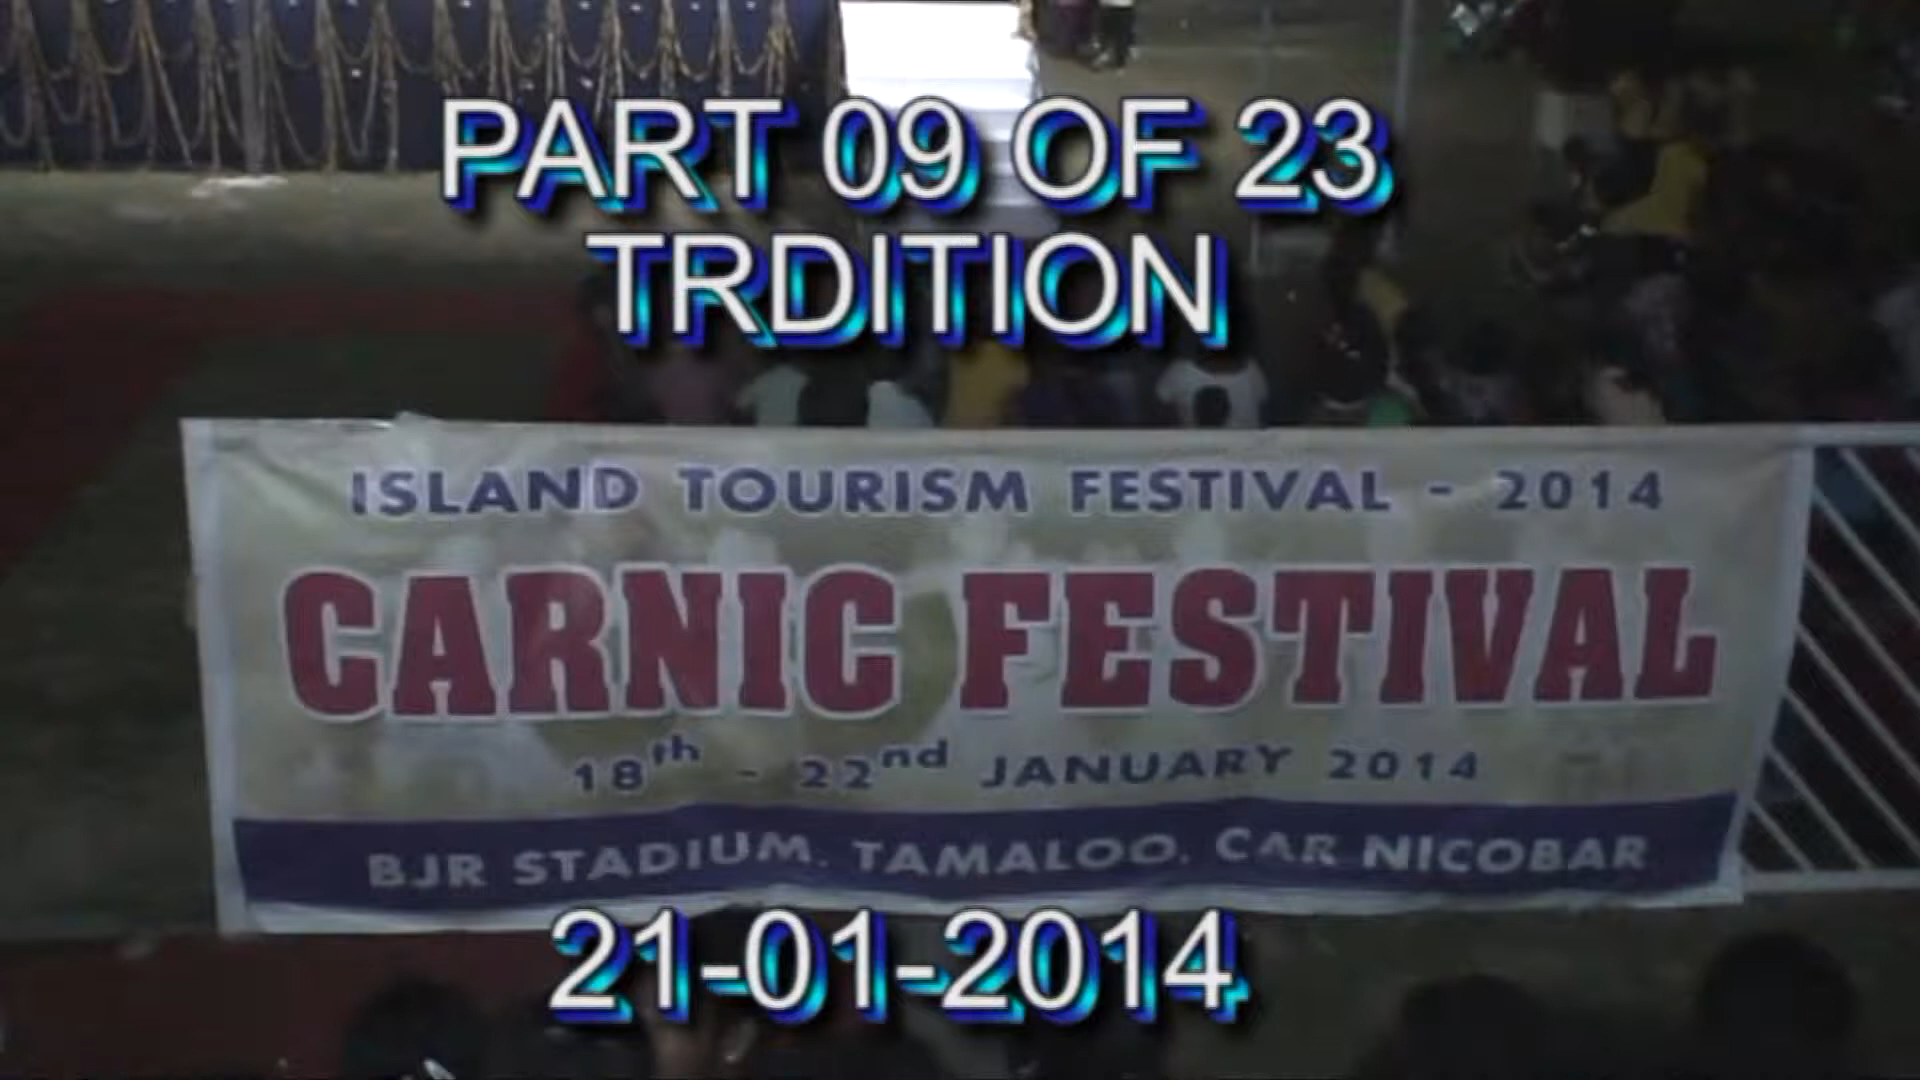 PART 09 OF 23
TRDITION
ISLAND TOURISM FESTIVAL - 2014
CARNIC FESTIVAL
18th - 22nd JANUARY 2014
BJR STADIUM, TAMALOO, CAR NICOBAR
21-01-2014